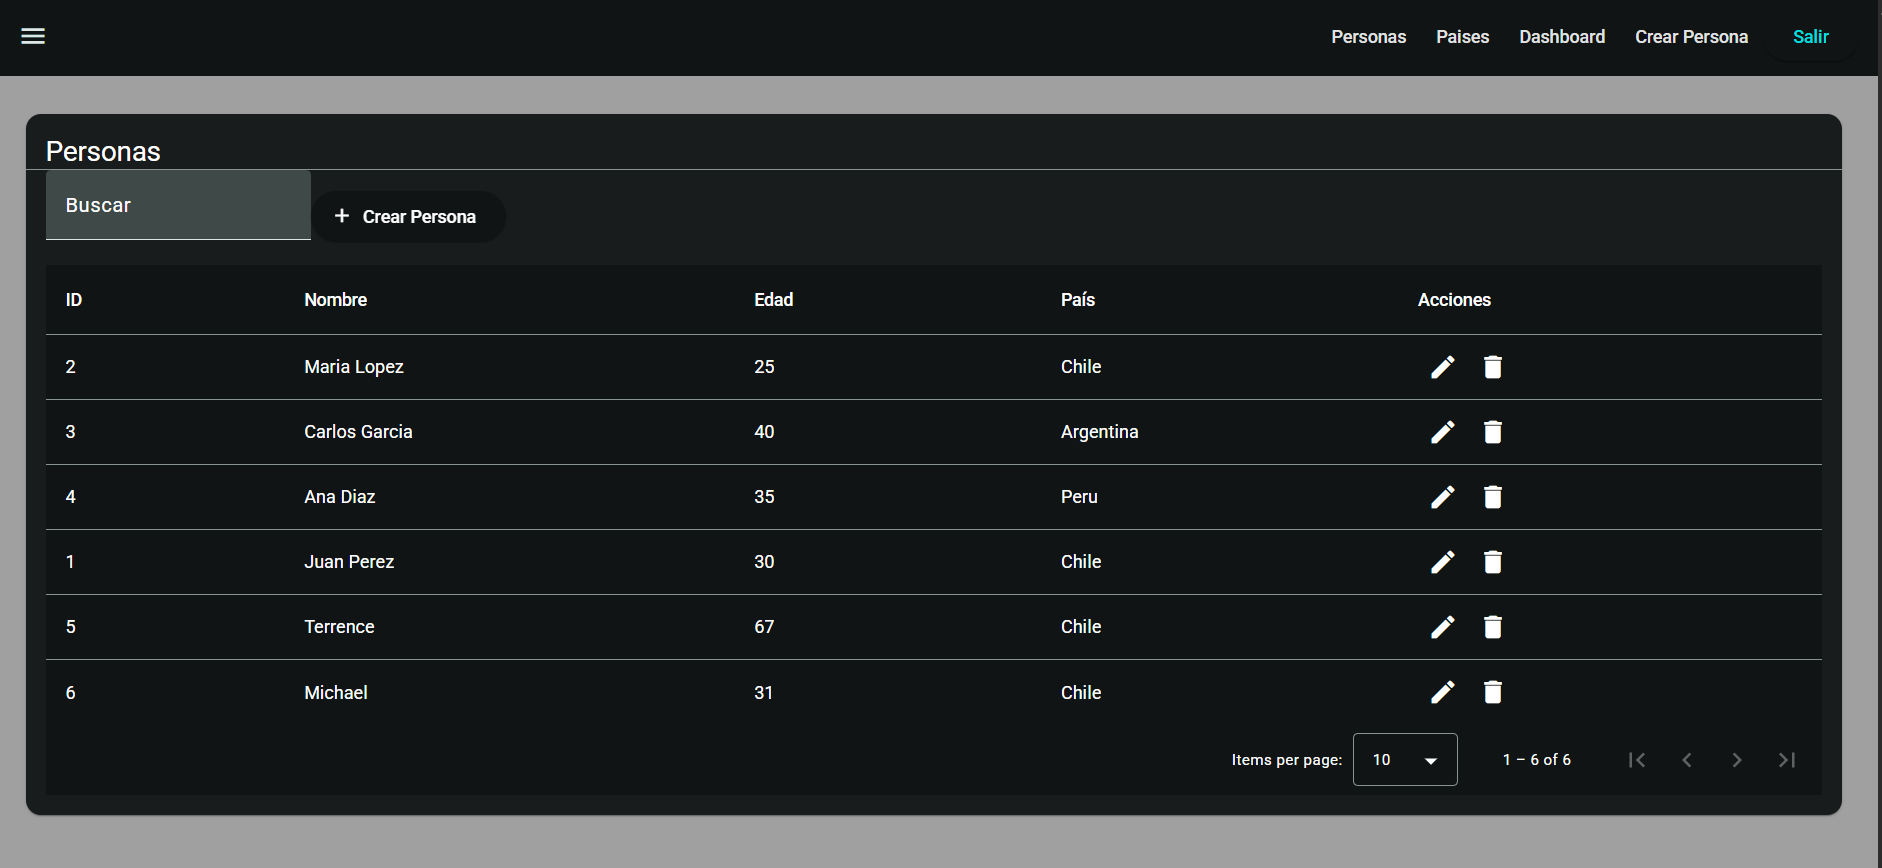 Personas Paises Dashboard Crear Persona Salir
Personas
Buscar
+ Crear Persona
ID Nombre Edad País Acciones
2 Maria Lopez 25 Chile
3 Carlos Garcia 40 Argentina
4 Ana Diaz 35 Peru
1 Juan Perez 30 Chile
5 Terrence 67 Chile
6 Michael 31 Chile
Items per page: 10 1 – 6 of 6